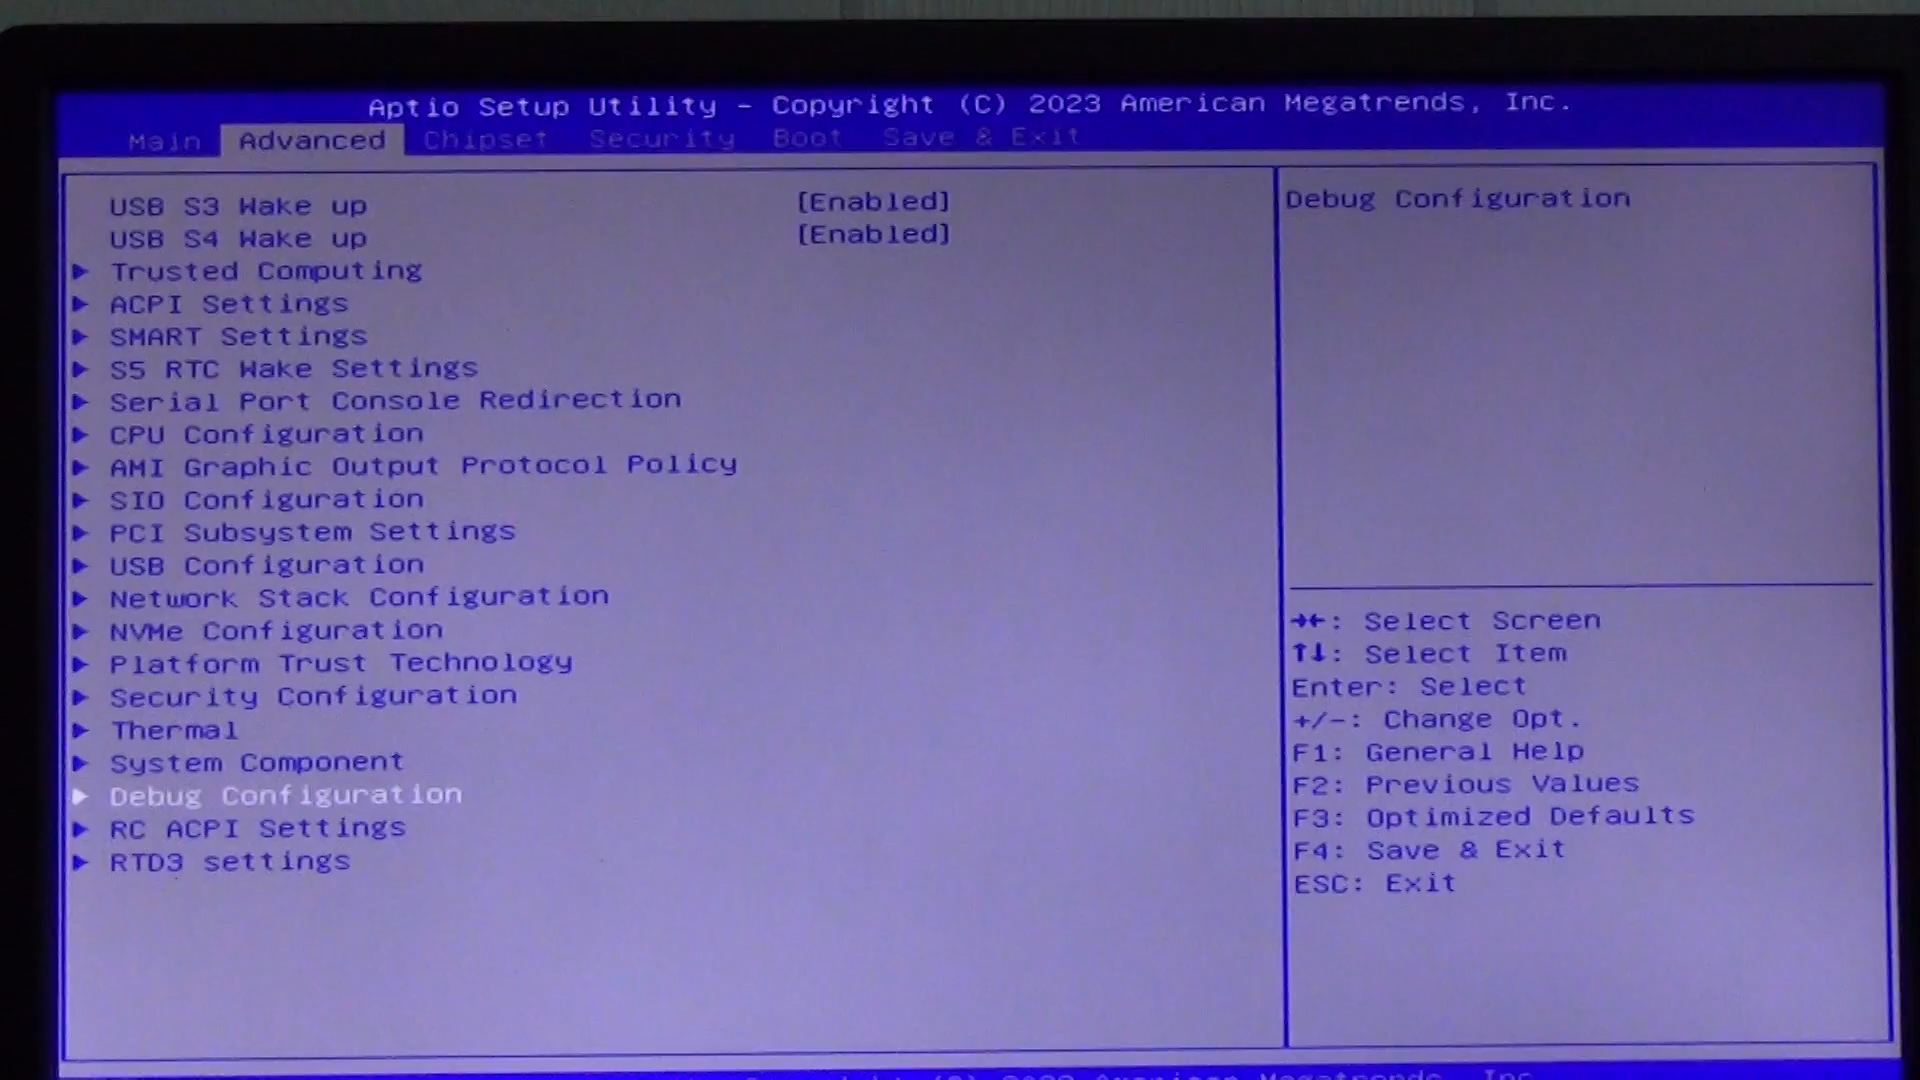 Aptio Setup Utility - Copyright (C) 2023 American Megatrends, Inc.
Main Advanced Chipset Security Boot Save & Exit
USB S3 Wake up [Enabled]
USB S4 Wake up [Enabled]
Trusted Computing
ACPI Settings
SMART Settings
S5 RTC Wake Settings
Serial Port Console Redirection
CPU Configuration
AMI Graphic Output Protocol Policy
SIO Configuration
PCI Subsystem Settings
USB Configuration
Network Stack Configuration
NVMe Configuration
Platform Trust Technology
Security Configuration
Thermal
System Component
Debug Configuration
RC ACPI Settings
RTD3 settings
Debug Configuration
→←: Select Screen
↑↓: Select Item
Enter: Select
+/-: Change Opt.
F1: General Help
F2: Previous Values
F3: Optimized Defaults
F4: Save & Exit
ESC: Exit
American Megatrends, Inc.